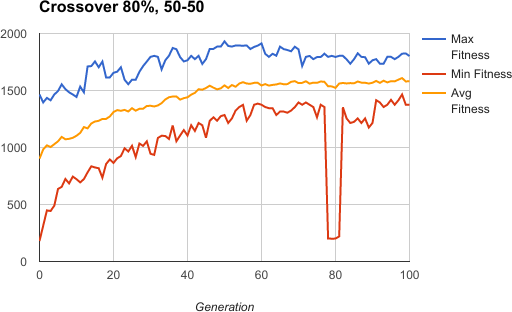 Crossover 80%, 50-50
2000
1500
1000
500
0
0 20 40 60 80 100
Generation
Max
Fitness
Min Fitness
Avg
Fitness